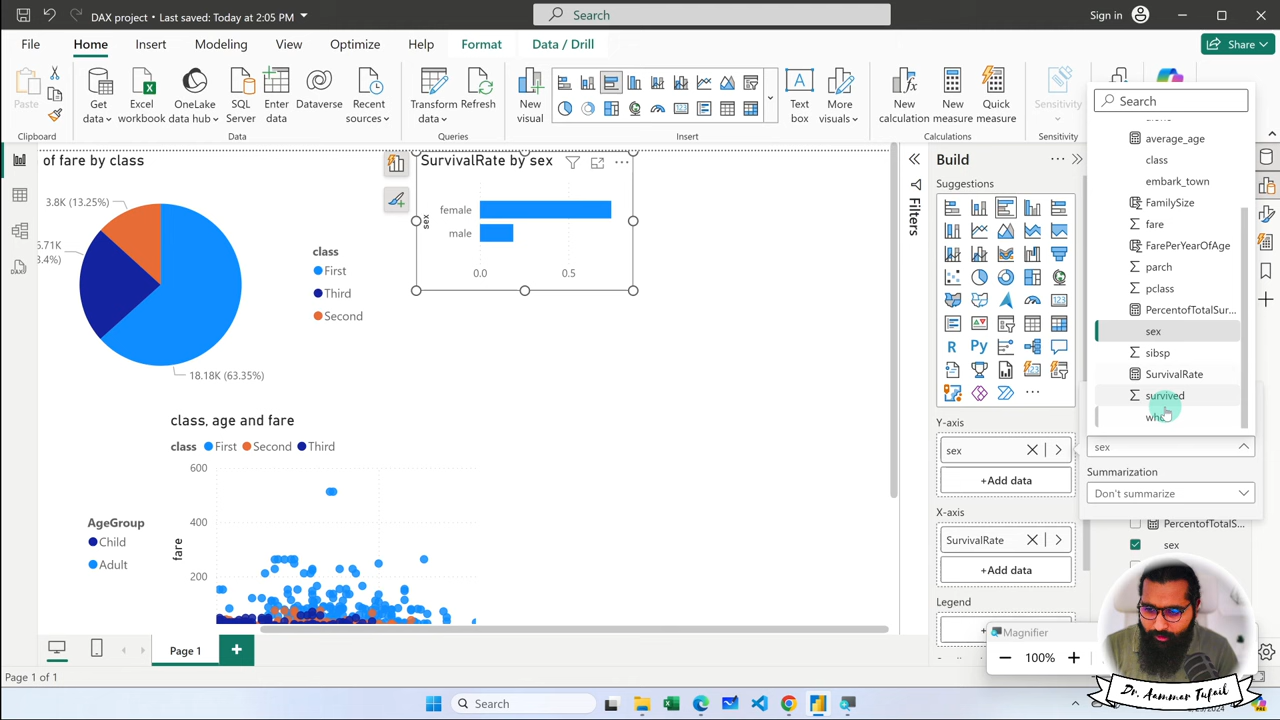 DAX project • Last saved: Today at 2:05 PM
Search
Sign in
File
Home
Insert
Modeling
View
Optimize
Help
Format
Data / Drill
Share
Paste
Get data
Excel workbook
OneLake data hub
SQL Server
Enter data
Dataverse
Recent sources
Transform data
Refresh
New visual
Text box
More visuals
New calculation
New measure
Quick measure
Sensitivity
Clipboard
Data
Queries
Insert
Calculations
Sensitivity
of fare by class
3.8K (13.25%)
5.71K
3.4%)
18.18K (63.35%)
class
First
Third
Second
SurvivalRate by sex
sex
female
male
0.0
0.5
class, age and fare
class
First
Second
Third
600
400
200
fare
AgeGroup
Child
Adult
Filters
Build
Suggestions
R
Py
123
Y-axis
sex
+Add data
X-axis
SurvivalRate
+Add data
Legend
Search
average_age
class
embark_town
FamilySize
fare
FarePerYearOfAge
parch
pclass
PercentofTotalSur...
sex
sibsp
SurvivalRate
survived
who
sex
Summarization
Don't summarize
PercentofTotalS...
sex
Magnifier
100%
Dr. Aammar Tufail
Page 1
Page 1 of 1
Search